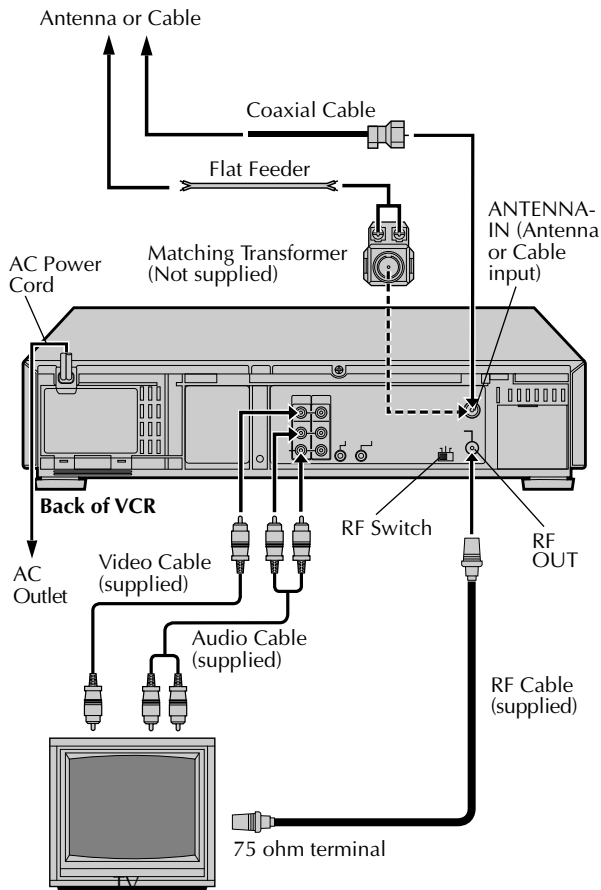 Antenna or Cable
Coaxial Cable
Flat Feeder
ANTENNA-
IN (Antenna
or Cable
input)
Matching Transformer
(Not supplied)
AC Power
Cord
Back of VCR
RF Switch
RF
OUT
AC
Outlet
Video Cable
(supplied)
Audio Cable
(supplied)
RF Cable
(supplied)
75 ohm terminal
TV